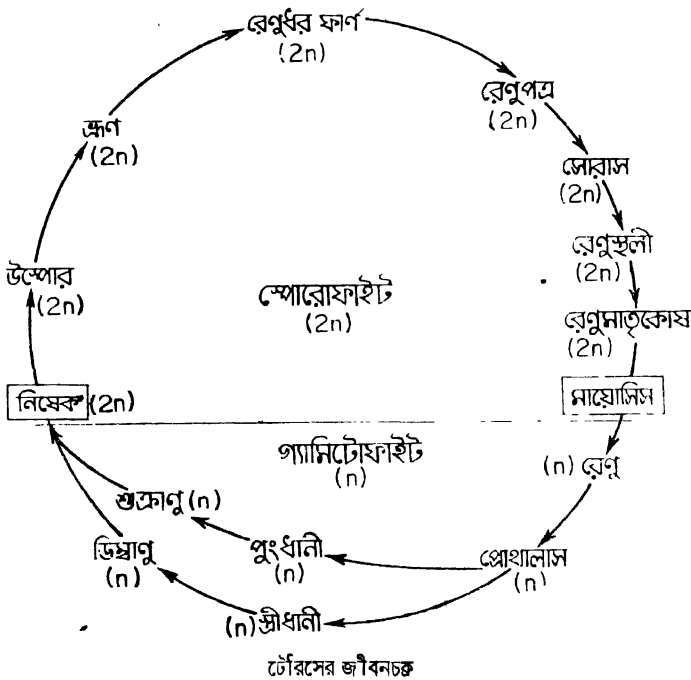 রেণুধর ফার্ণ
(2n)
রেণুপত্র
(2n)
সোরাস
(2n)
রেণুস্থলী
(2n)
রেণুমাতৃকোষ
(2n)
মায়োসিস
ভ্রূণ
(2n)
উস্পোর
(2n)
নিষেক (2n)
স্পোরোফাইট
(2n)
গ্যামিটোফাইট
(n)
(n) রেণু
প্রোথালাস
(n)
পুংধানী
(n)
শুক্রাণু (n)
(n) স্ত্রীধানী
ডিম্বাণু
(n)
টেরিসের জীবনচক্র